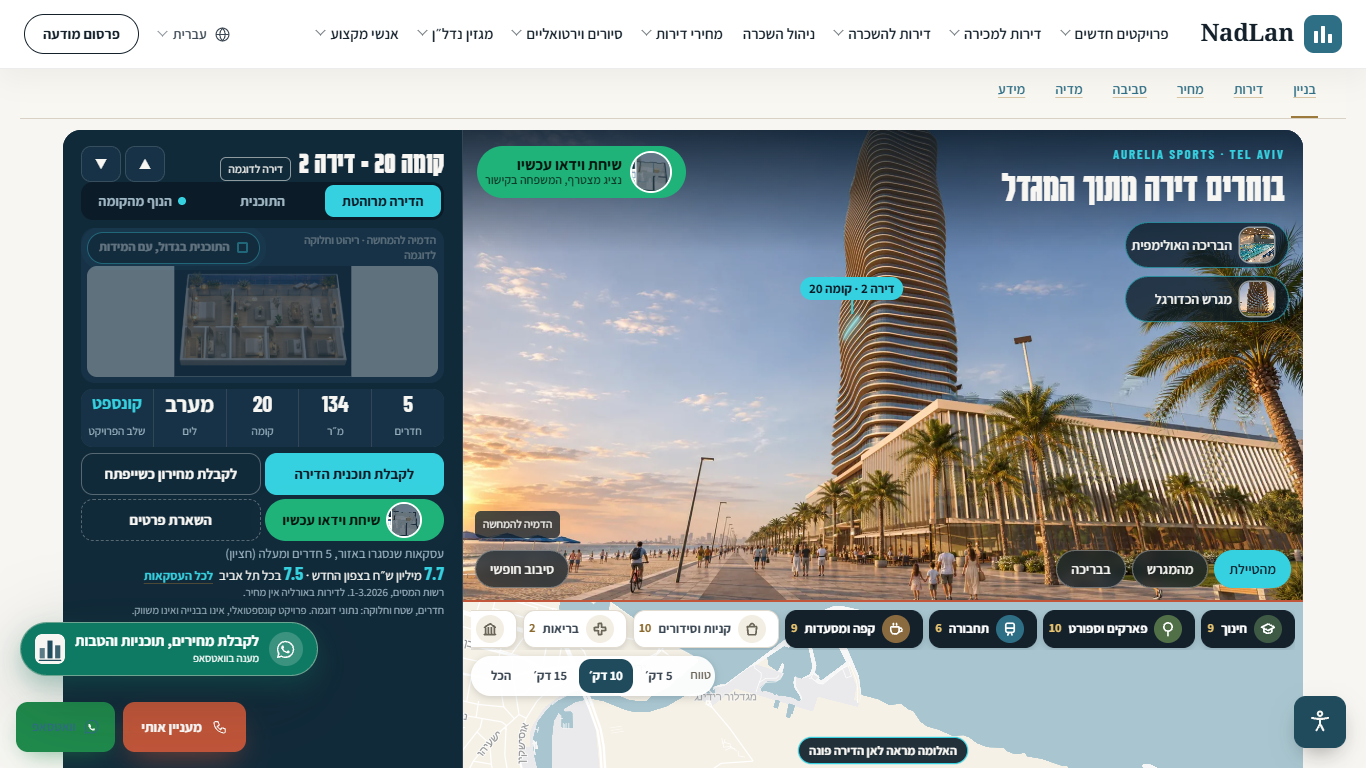 NadLan
פרויקטים חדשים
דירות למכירה
דירות להשכרה
ניהול השכרה
מחירי דירות
סיורים וירטואליים
מגזין נדל״ן
אנשי מקצוע
עברית
פרסום מודעה
בניין
דירות
מחיר
סביבה
מדיה
מידע
AURELIA SPORTS · TEL AVIV
בוחרים דירה מתוך המגדל
הבריכה האולימפית
מגרש הכדורגל
שיחת וידאו עכשיו
נציג מצטרף, המשפחה בקישור
דירה 2 · קומה 20
הדמיה להמחשה
סיבוב חופשי
מהטיילת
מהמגרש
בבריכה
חינוך 9
פארקים וספורט 10
תחבורה 6
קפה ומסעדות 9
קניות וסידורים 10
בריאות 2
טווח
5 דק׳
10 דק׳
15 דק׳
הכל
האלומה מראה לאן הדירה פונה
ישעיהו
אוסישקין
קומה 20 - דירה 2
דירה לדוגמה
▲
▼
הדירה מרוהטת
התוכנית
הנוף מהקומה
הדמיה להמחשה · ריהוט וחלוקה
לדוגמה
התוכנית בגדול, עם המידות
5
חדרים
134
מ״ר
20
קומה
מערב
לים
קונספט
שלב הפרויקט
לקבלת תוכנית הדירה
לקבלת מחירון כשייפתח
שיחת וידאו עכשיו
השארת פרטים
עסקאות שנסגרו באזור, 5 חדרים ומעלה (חציון)
7.7 מיליון ש״ח בצפון החדש · 7.5 בכל תל אביב לכל העסקאות
רשות המסים, 1-3.2026. לדירות באורליה אין מחיר.
חדרים, שטח וחלוקה: נתוני דוגמה. פרויקט קונספטואלי, אינו בבנייה ואינו משווק.
לקבלת מחירים, תוכניות והטבות
מענה בוואטסאפ
מעניין אותי